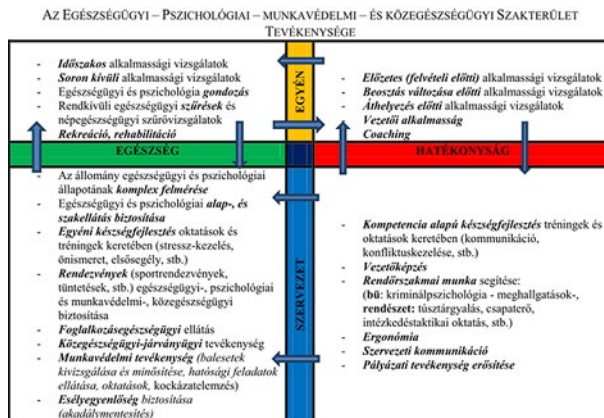 AZ EGÉSZSÉGÜGYI – PSZICHOLÓGIAI – MUNKAVÉDELMI – ÉS KÖZEGÉSZSÉGÜGYI SZAKTERÜLET
TEVÉKENYSÉGE
- Időszakos alkalmassági vizsgálatok
- Soron kívüli alkalmassági vizsgálatok
- Egészségügyi és pszichológia gondozás
- Rendkívüli egészségügyi szűrések és
népegészségügyi szűrővizsgálatok
- Rekreáció, rehabilitáció
EGYÉN
- Előzetes (felvételi előtti) alkalmassági vizsgálatok
- Beosztás változása előtti alkalmassági vizsgálatok
- Áthelyezés előtti alkalmassági vizsgálatok
- Vezetői alkalmasság
- Coaching
EGÉSZSÉG
HATÉKONYSÁG
- Az állomány egészségügyi és pszichológiai
állapotának komplex felmérése
- Egészségügyi és pszichológiai alap-, és
szakellátás biztosítása
- Egyéni készségfejlesztés oktatások és
tréningek keretében (stressz-kezelés,
önismeret, elsősegély, stb.)
- Rendezvények (sportrendezvények,
tüntetések, stb.) egészségügyi-, pszichológiai
és munkavédelmi-, közegészségügyi
biztosítása
- Foglalkozásegészségügyi ellátás
- Közegészségügyi-járványügyi tevékenység
- Munkavédelmi tevékenység (balesetek
kivizsgálása és minősítése, hatósági feladatok
ellátása, oktatások, kockázatelemzés)
- Esélyegyenlőség biztosítása
(akadálymentesítés)
SZERVEZET
- Kompetencia alapú készségfejlesztés tréningek és
oktatások keretében (kommunikáció,
konfliktuskezelése, stb.)
- Vezetőképzés
- Rendőrszakmai munka segítése:
(bü: kriminálpszichológia - meghallgatások-,
rendészet: túsztárgyalás, csapaterő,
intézkedéstaktikai oktatás, stb.)
- Ergonómia
- Szervezeti kommunikáció
- Pályázati tevékenység erősítése